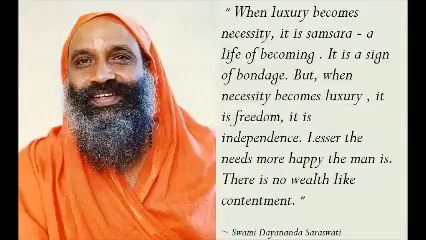 " When luxury becomes
necessity, it is samsara - a
life of becoming . It is a sign
of bondage. But, when
necessity becomes luxury , it
is freedom, it is
independence. Lesser the
needs more happy the man is.
There is no wealth like
contentment. "
~ Swami Dayananda Saraswati